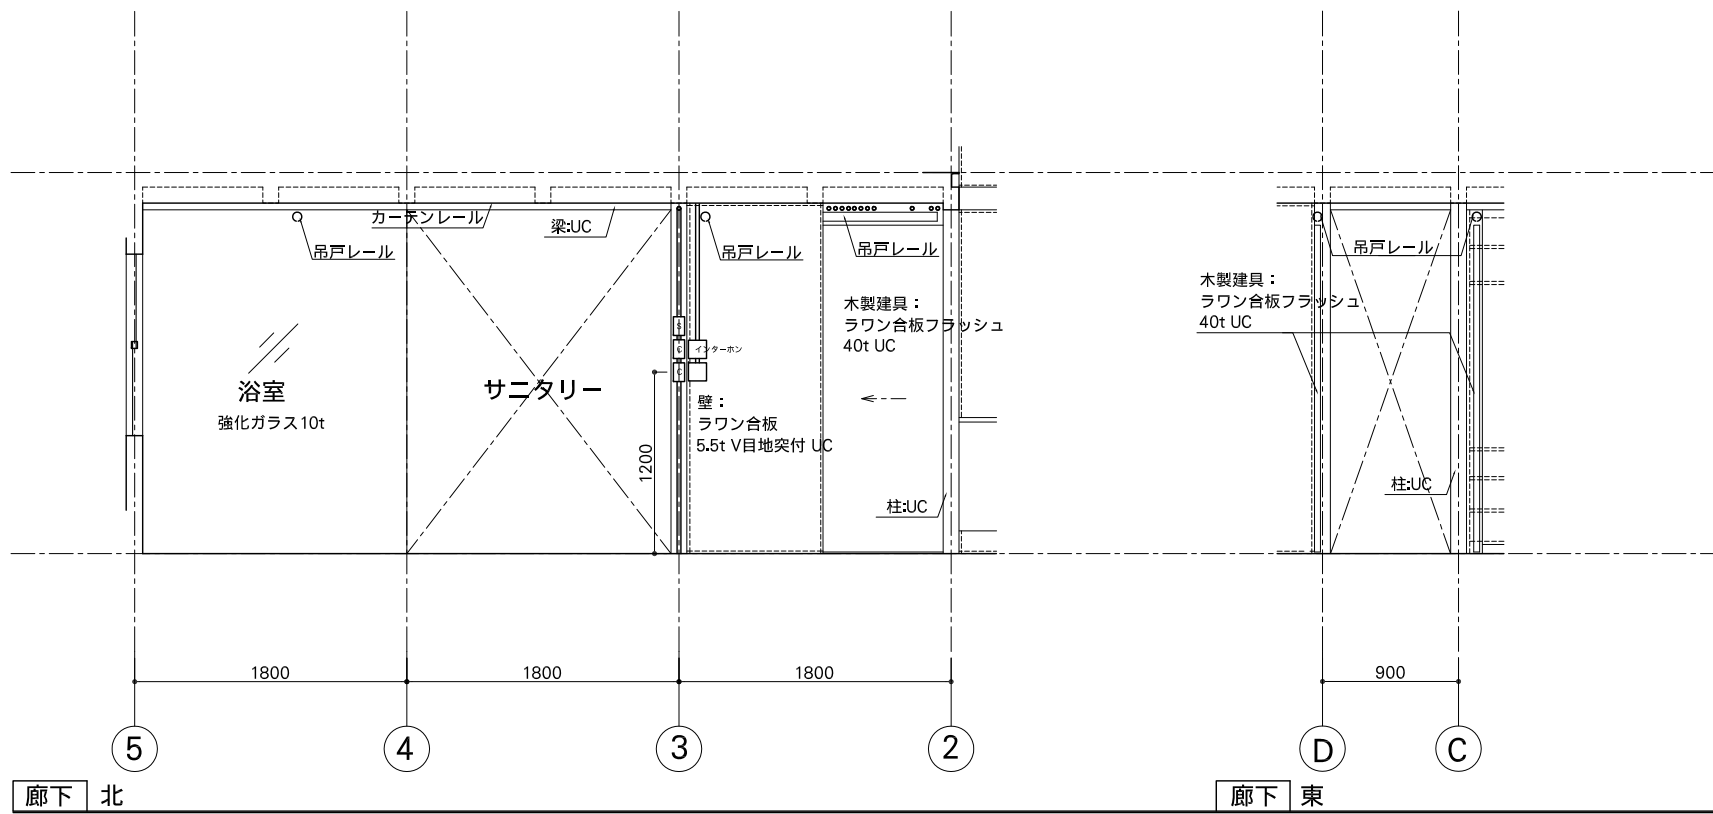 カーテンレール
梁:UC
吊戸レール
吊戸レール
吊戸レール
吊戸レール
木製建具：
ラワン合板フラッシュ
40t UC
木製建具：
ラワン合板フラッシュ
40t UC
S
C
インターホン
C
浴室
強化ガラス10t
サニタリー
壁：
ラワン合板
5.5t V目地突付 UC
1200
柱:UC
柱:UC
1800
1800
1800
900
5
4
3
2
D
C
廊下 北
廊下 東